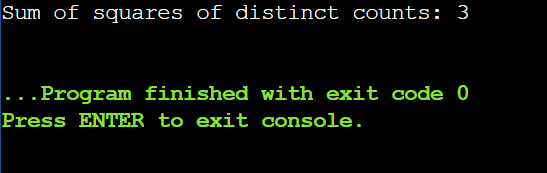 Sum of squares of distinct counts: 3
...Program finished with exit code 0
Press ENTER to exit console.